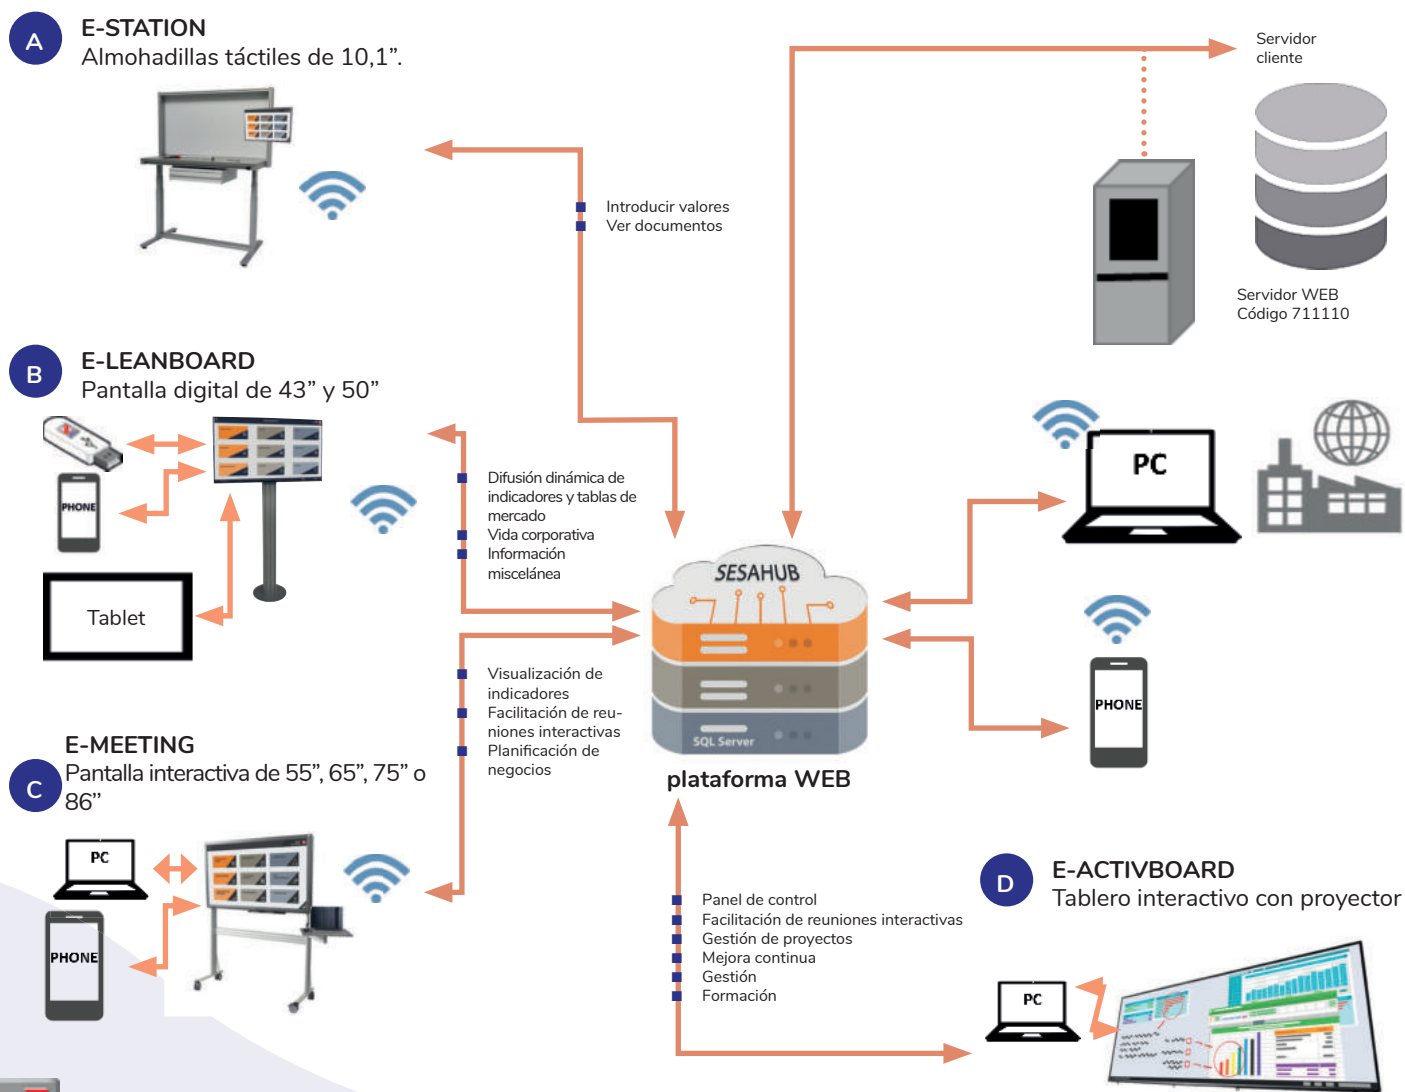 A
E-STATION
Almohadillas táctiles de 10,1”.
Introducir valores
Ver documentos
Servidor
cliente
Servidor WEB
Código 711110
B
E-LEANBOARD
Pantalla digital de 43” y 50”
PHONE
Tablet
Difusión dinámica de
indicadores y tablas de
mercado
Vida corporativa
Información
miscelánea
PC
PHONE
SESAHUB
SQL Server
plataforma WEB
Visualización de
indicadores
Facilitación de reu-
niones interactivas
Planificación de
negocios
C
E-MEETING
Pantalla interactiva de 55”, 65”, 75” o
86”
PC
PHONE
Panel de control
Facilitación de reuniones interactivas
Gestión de proyectos
Mejora continua
Gestión
Formación
D
E-ACTIVBOARD
Tablero interactivo con proyector
PC